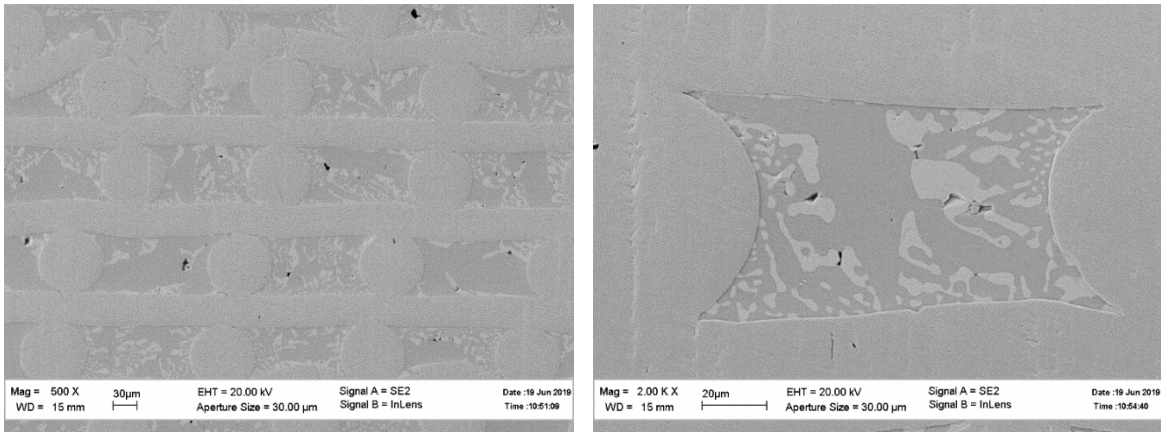 Mag = 500 X 30µm EHT = 20.00 kV Signal A = SE2 Date :19 Jun 2019
WD = 15 mm Aperture Size = 30.00 µm Signal B = InLens Time :10:51:09
Mag = 2.00 K X 20µm EHT = 20.00 kV Signal A = SE2 Date :19 Jun 2019
WD = 15 mm Aperture Size = 30.00 µm Signal B = InLens Time :10:54:40